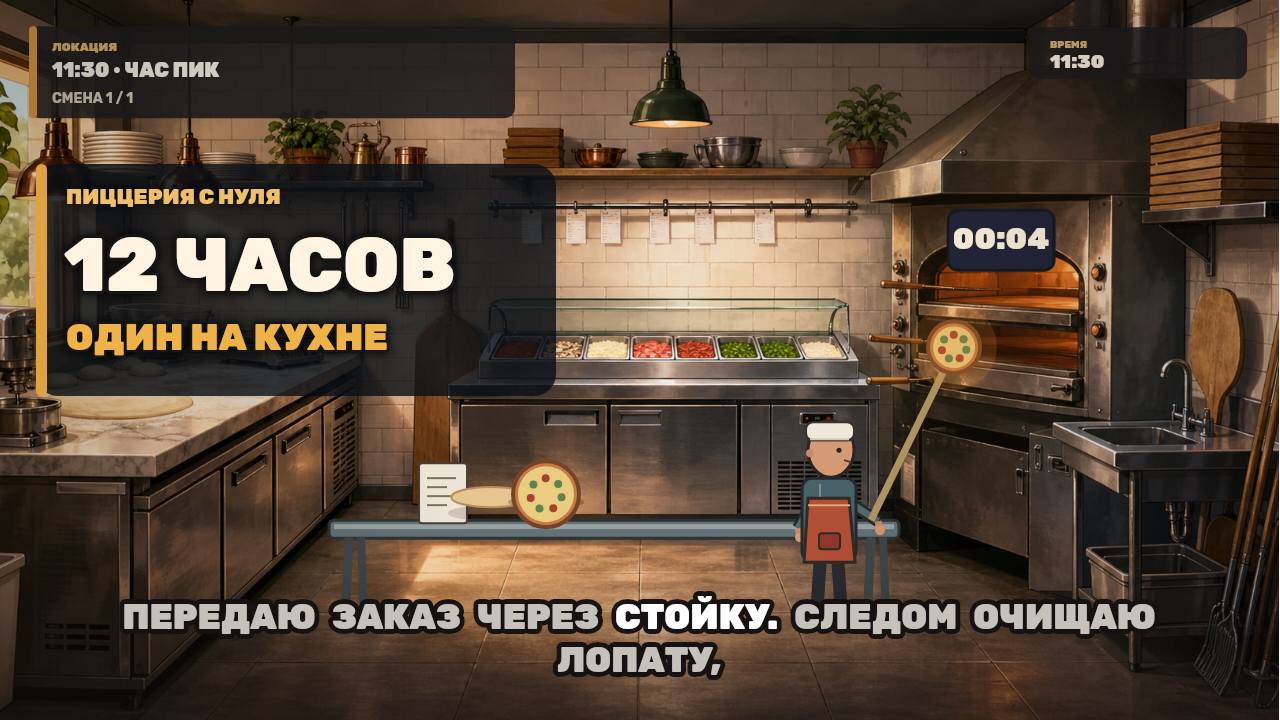 ЛОКАЦИЯ
11:30 • ЧАС ПИК
СМЕНА 1 / 1
ВРЕМЯ
11:30
ПИЦЦЕРИЯ С НУЛЯ
12 ЧАСОВ
ОДИН НА КУХНЕ
00:04
ПЕРЕДАЮ ЗАКАЗ ЧЕРЕЗ СТОЙКУ. СЛЕДОМ ОЧИЩАЮ
ЛОПАТУ,